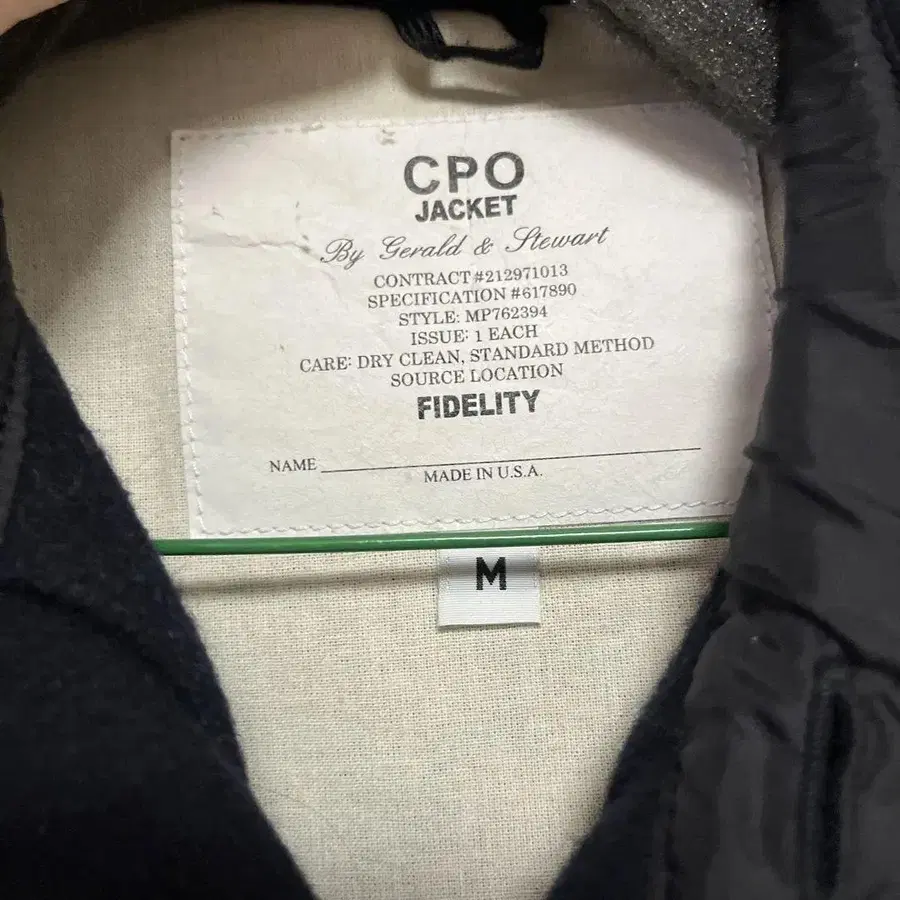 CPO
JACKET
By Gerald & Stewart
CONTRACT #212971013
SPECIFICATION #617890
STYLE: MP762394
ISSUE: 1 EACH
CARE: DRY CLEAN, STANDARD METHOD
SOURCE LOCATION
FIDELITY
NAME
MADE IN U.S.A.
M